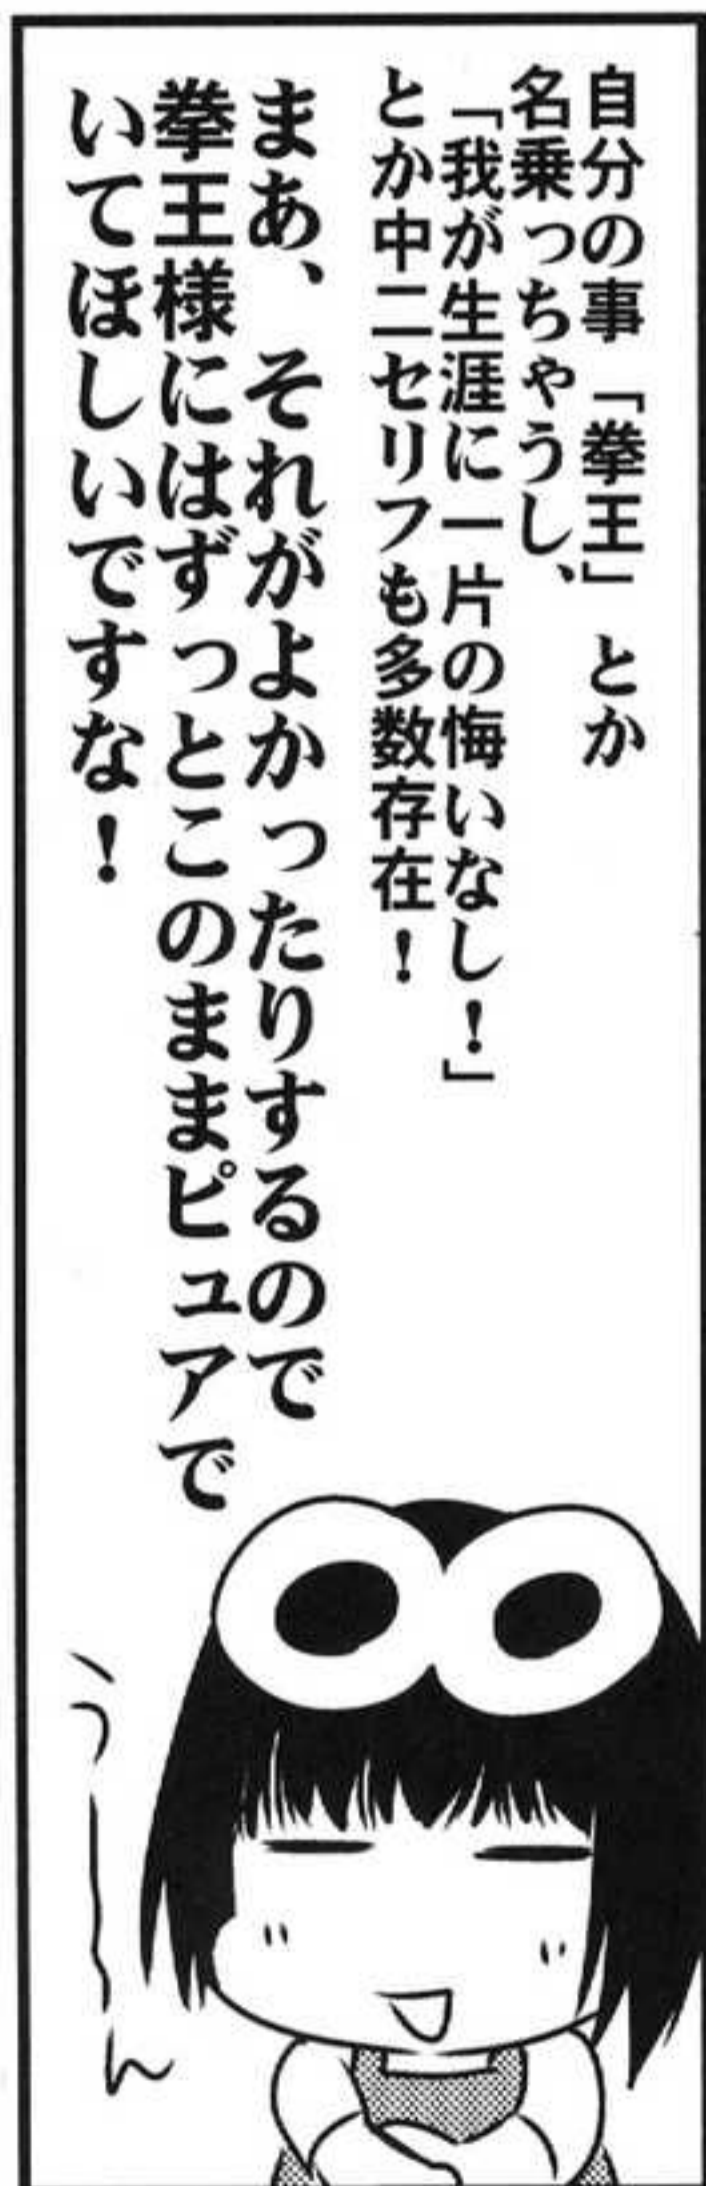 自分の事「拳王」とか
名乗っちゃうし、
「我が生涯に一片の悔いなし！」
とか中二セリフも多数存在！
まあ、それがよかったりするので
拳王様にはずっとこのままピュアで
いてほしいですな！
うーん